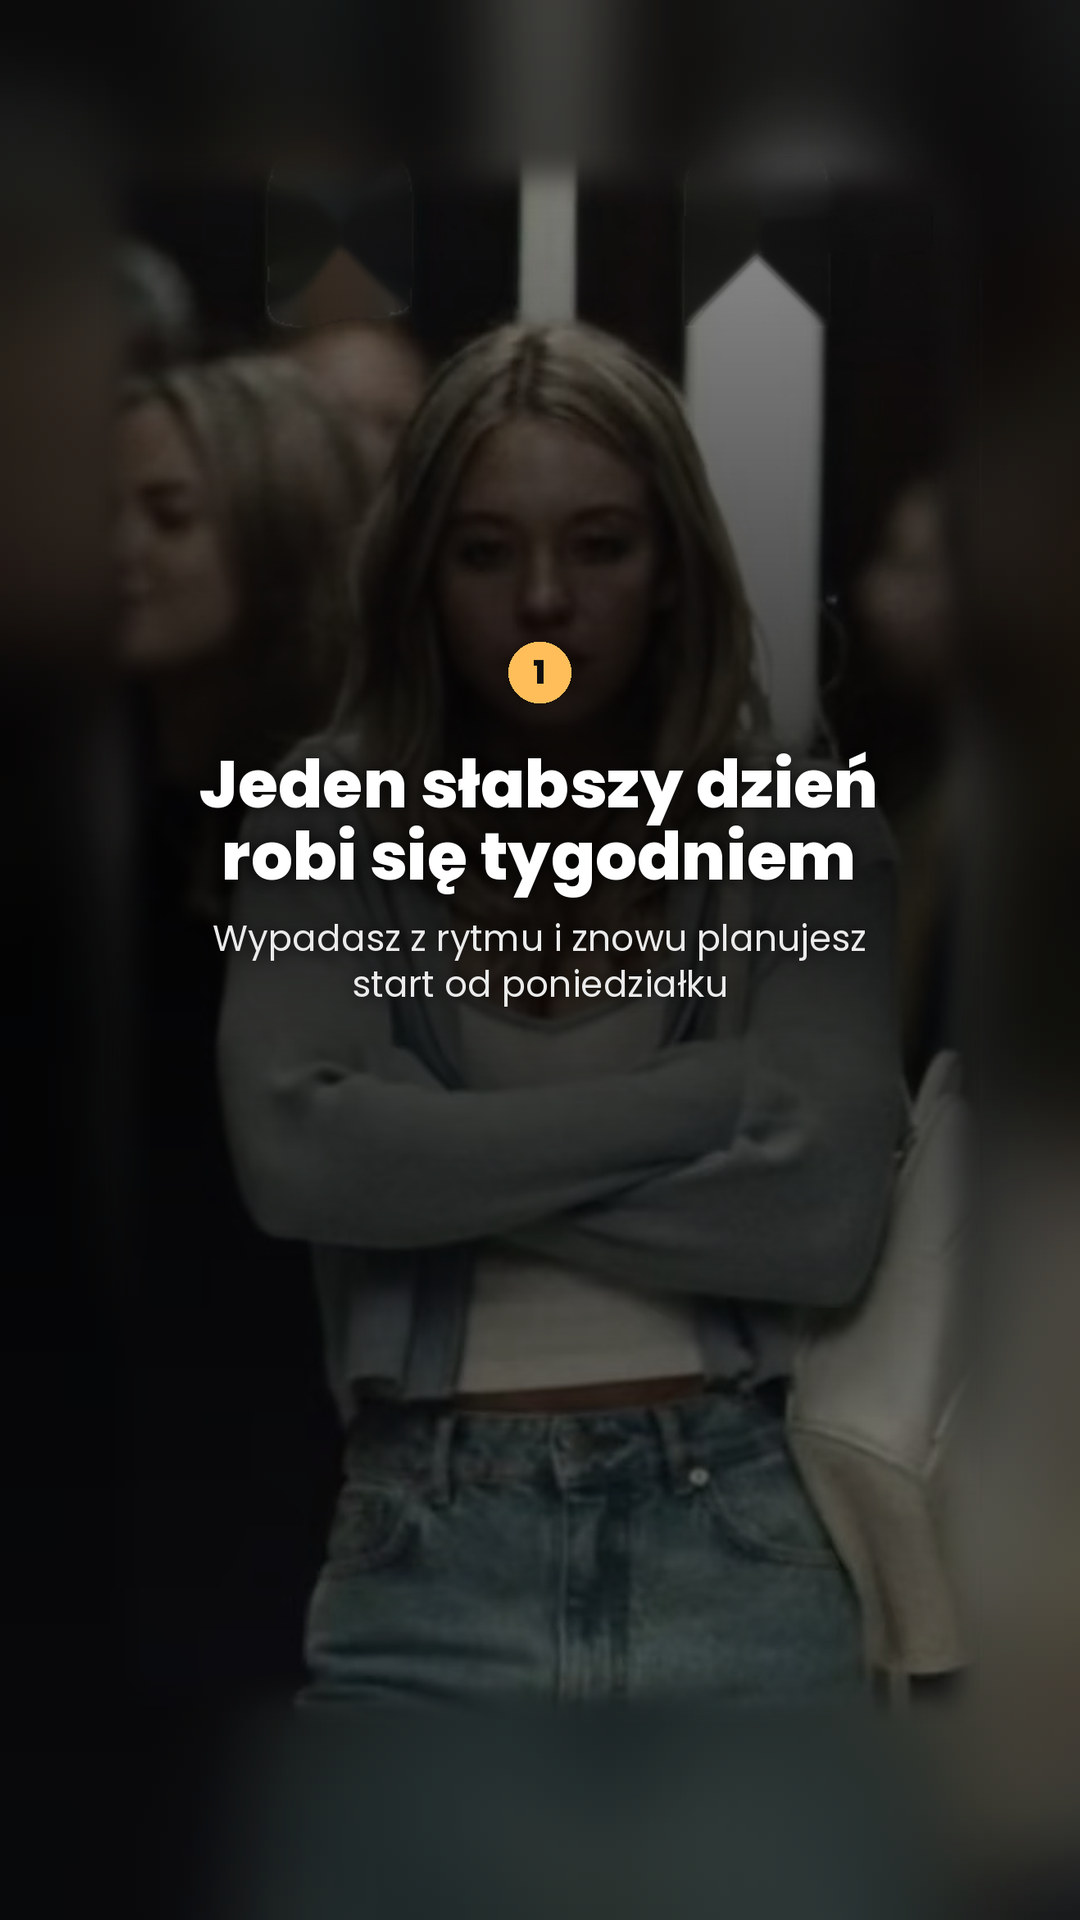 1
Jeden słabszy dzień
robi się tygodniem
Wypadasz z rytmu i znowu planujesz
start od poniedziałku